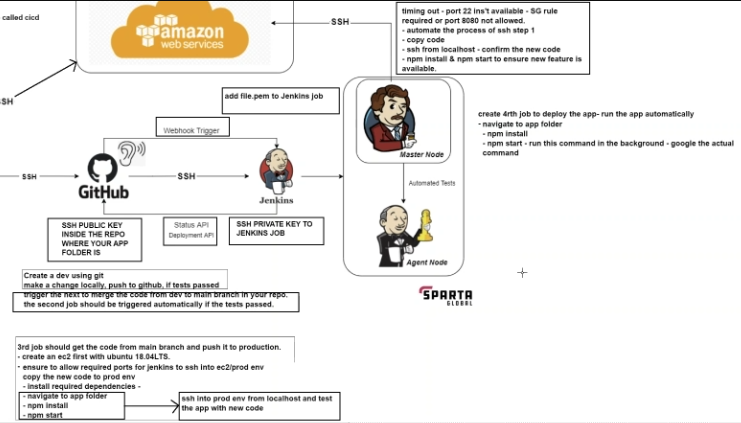 called cicd
SSH
amazon
web services
SSH
timing out - port 22 ins't available - SG rule
required or port 8080 not allowed.
- automate the process of ssh step 1
- copy code
- ssh from localhost - confirm the new code
- npm install & npm start to ensure new feature is
available.
add file.pem to Jenkins job
Webhook Trigger
SSH
GitHub
SSH
Jenkins
Master Node
Automated Tests
Agent Node
create 4rth job to deploy the app- run the app automatically
- navigate to app folder
- npm install
- npm start - run this command in the background - google the actual
command
SSH PUBLIC KEY
INSIDE THE REPO
WHERE YOUR APP
FOLDER IS
Status API
Deployment API
SSH PRIVATE KEY TO
JENKINS JOB
SPARTA
GLOBAL
Create a dev using git
make a change locally, push to github, if tests passed
trigger the next to merge the code from dev to main branch in your repo.
the second job should be triggered automatically if the tests passed.
3rd job should get the code from main branch and push it to production.
- create an ec2 first with ubuntu 18.04LTS.
- ensure to allow required ports for jenkins to ssh into ec2/prod env
copy the new code to prod env
- install required dependencies -
- navigate to app folder
- npm install
- npm start
ssh into prod env from localhost and test
the app with new code